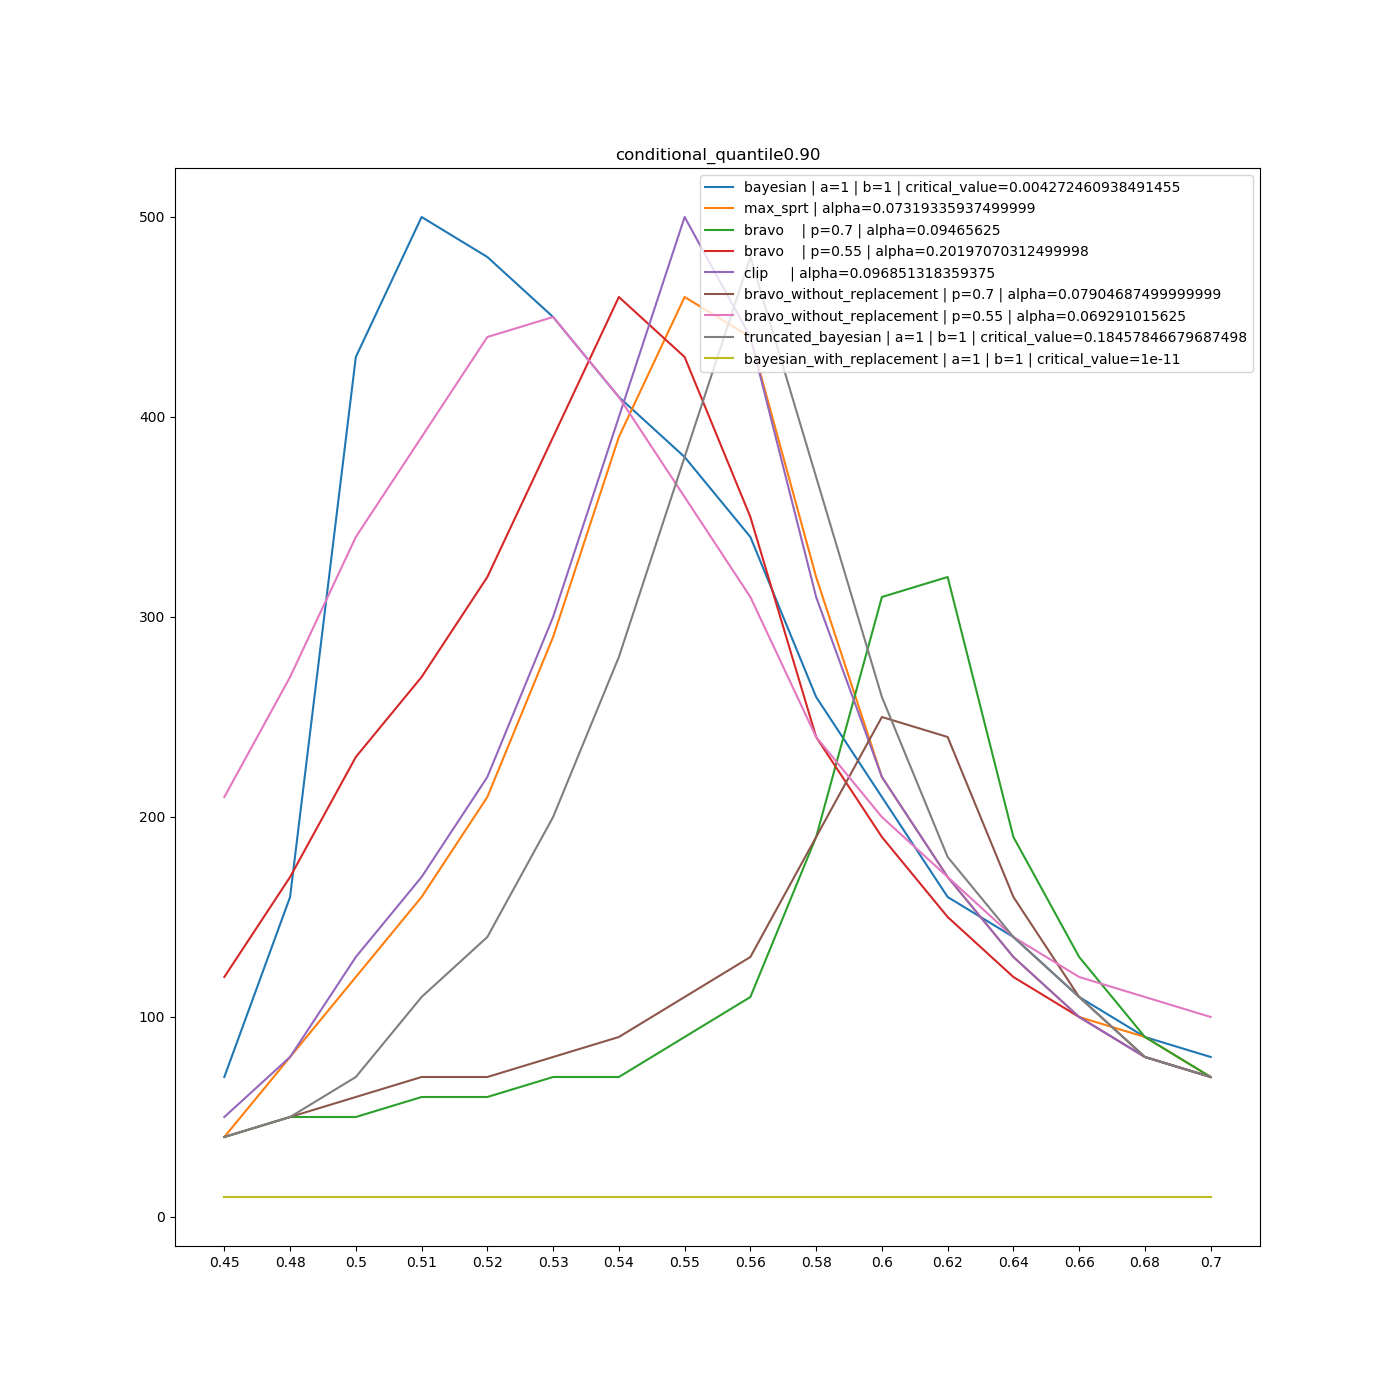 conditional_quantile0.90
bayesian | a=1 | b=1 | critical_value=0.004272460938491455
max_sprt | alpha=0.07319335937499999
bravo    | p=0.7 | alpha=0.09465625
bravo    | p=0.55 | alpha=0.20197070312499998
clip     | alpha=0.096851318359375
bravo_without_replacement | p=0.7 | alpha=0.07904687499999999
bravo_without_replacement | p=0.55 | alpha=0.069291015625
truncated_bayesian | a=1 | b=1 | critical_value=0.18457846679687498
bayesian_with_replacement | a=1 | b=1 | critical_value=1e-11
500
400
300
200
100
0
0.45 0.48 0.5 0.51 0.52 0.53 0.54 0.55 0.56 0.58 0.6 0.62 0.64 0.66 0.68 0.7